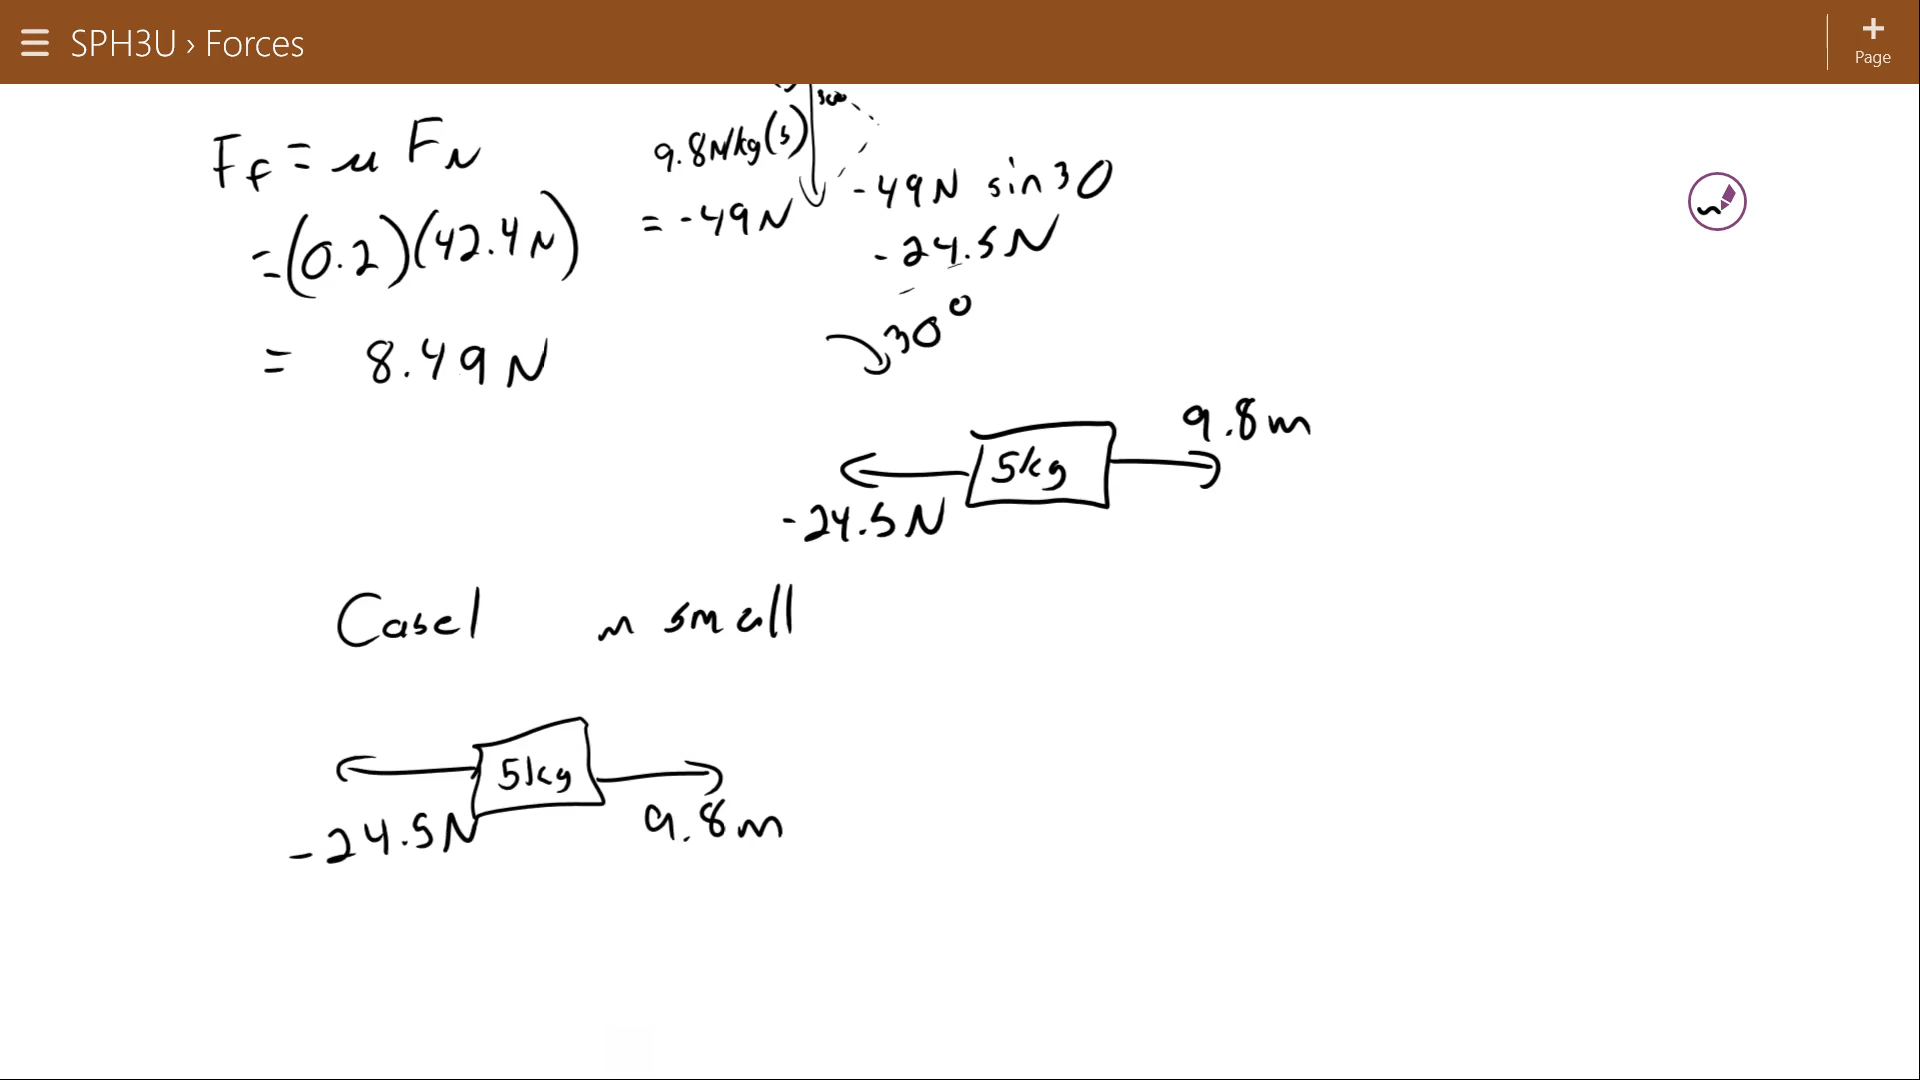 SPH3U › Forces
Page
Ff = μ FN
= (0.2)(42.4N)
= 8.49N
9.8N/kg(5)
= -49N
30°
-49N sin30
-24.5N
9.8m
5kg
-24.5N
Case1 m small
5kg
-24.5N
9.8m